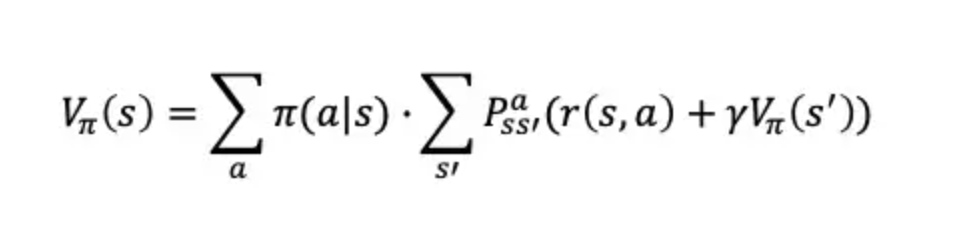 V_π(s) = ∑_a π(a|s) · ∑_{s′} P^a_{ss′}(r(s, a) + γV_π(s′))